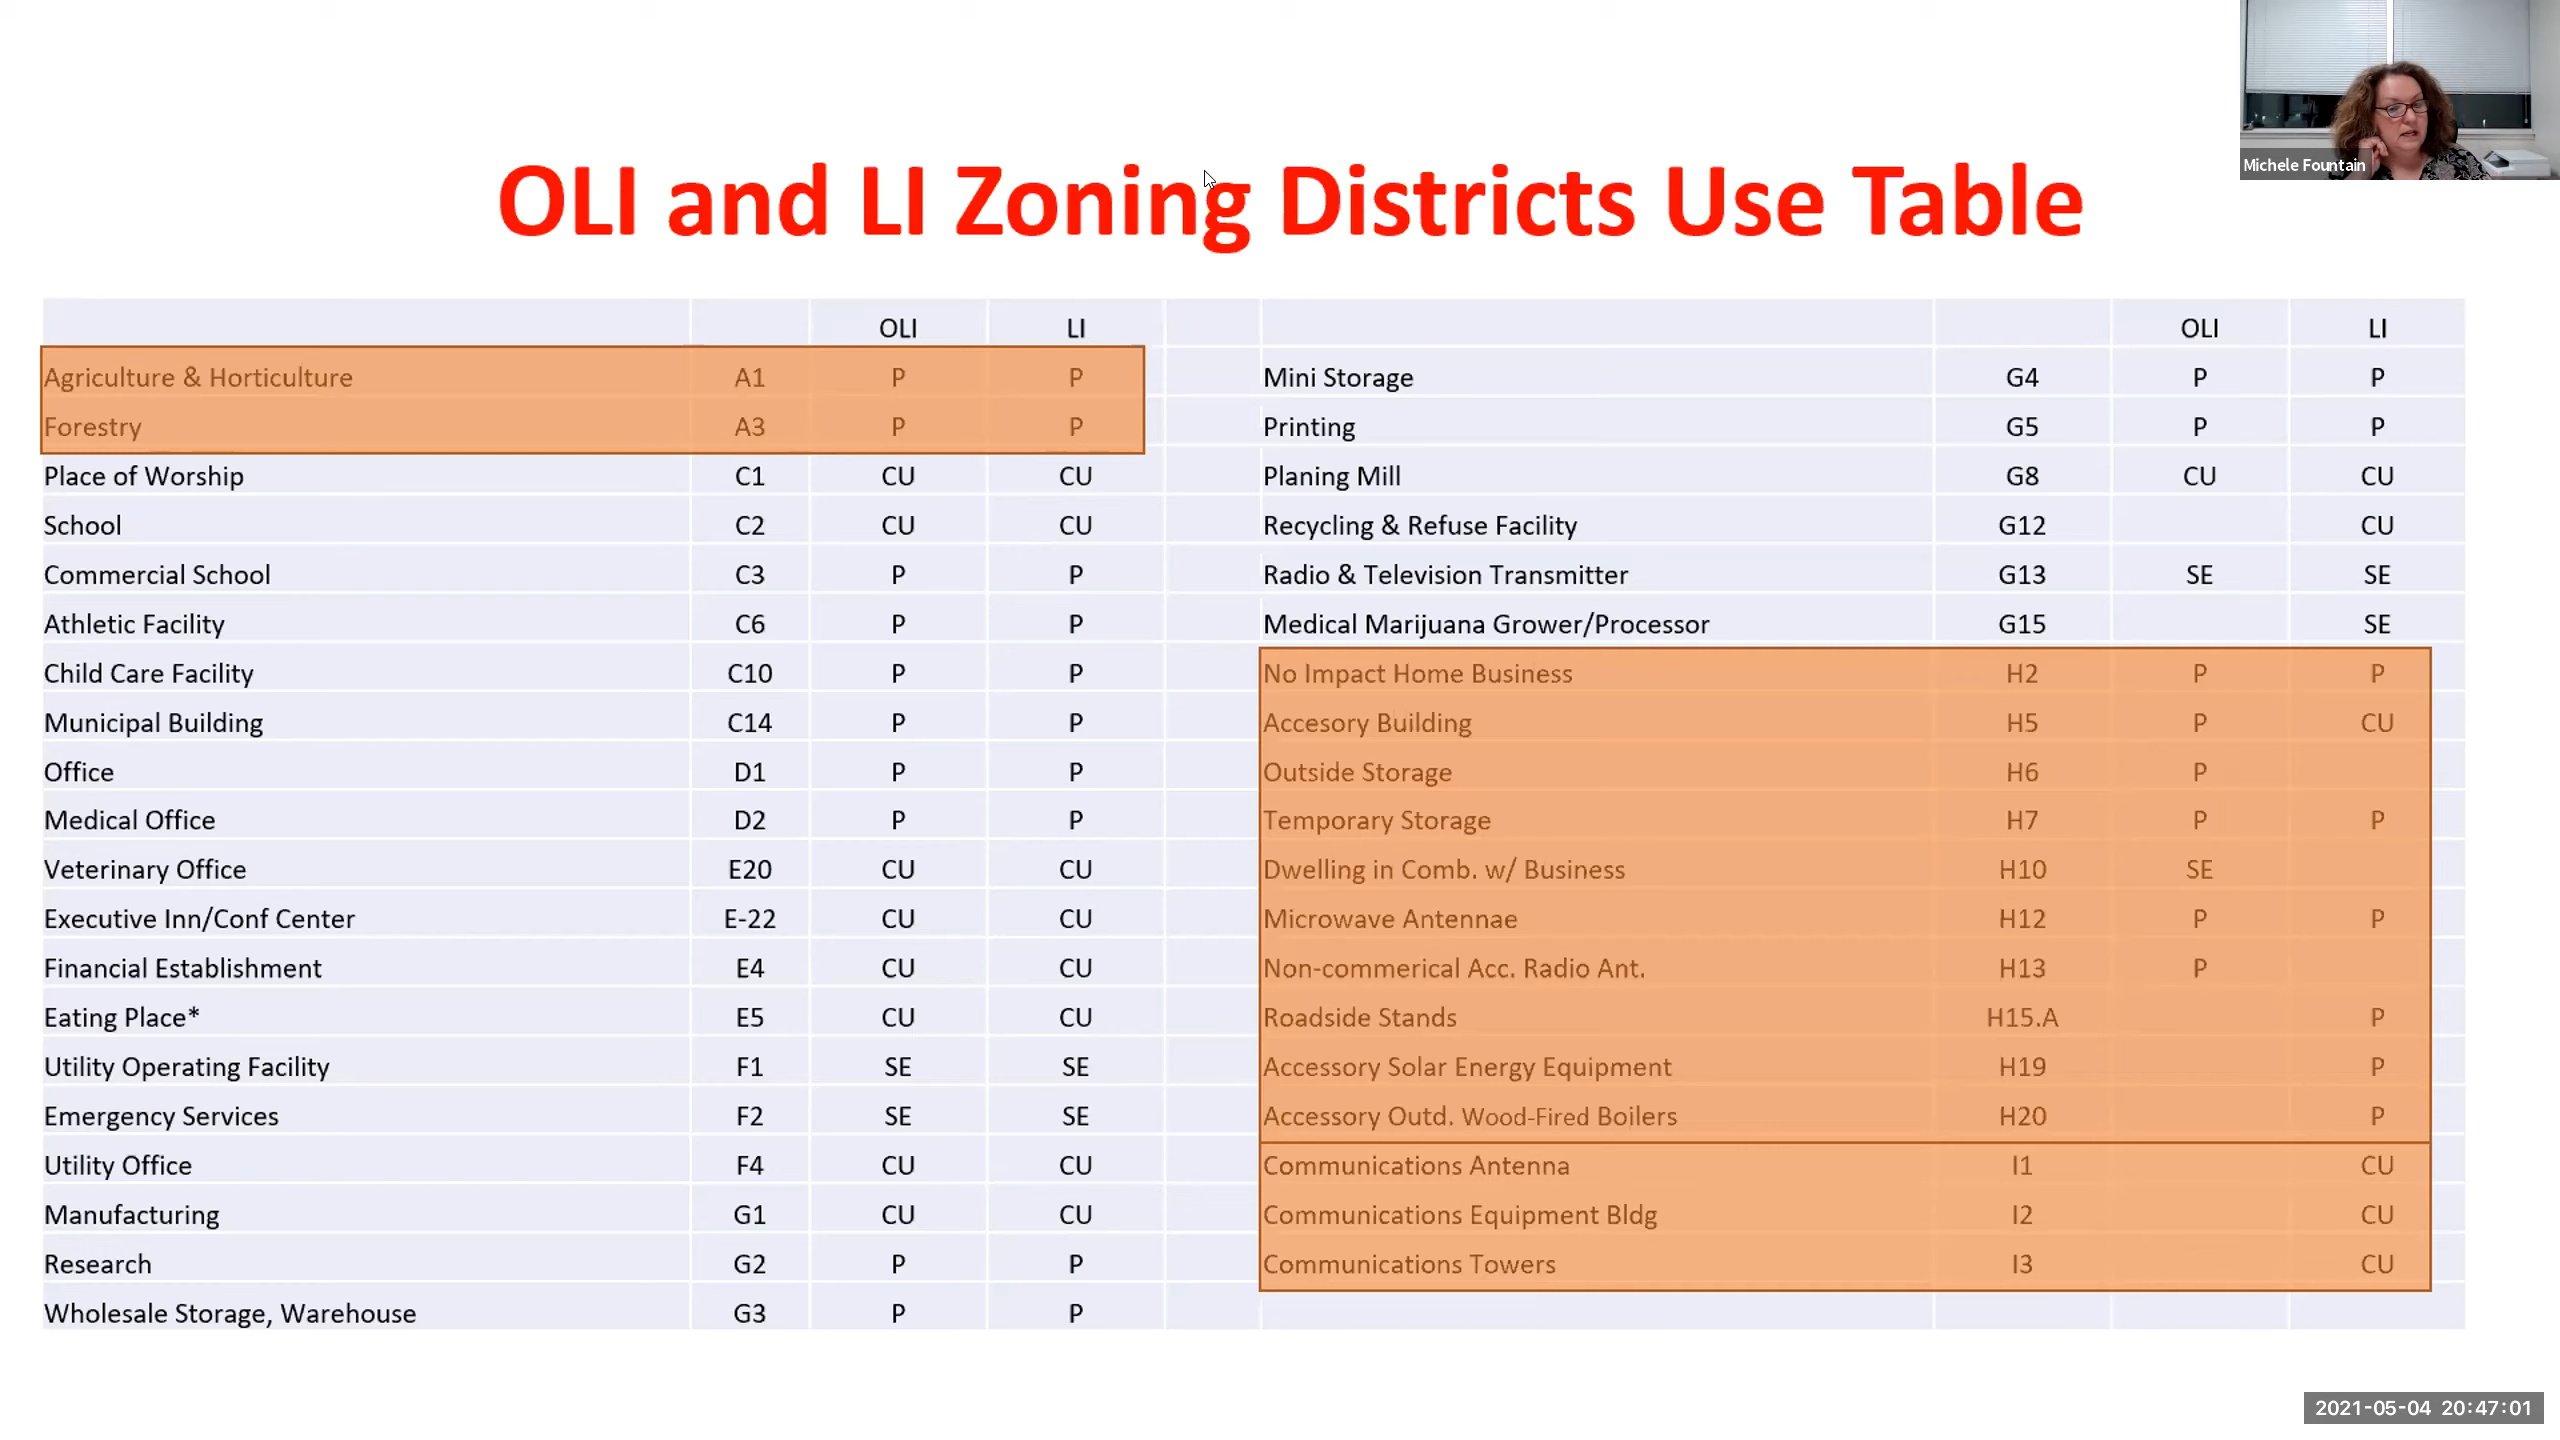 Michele Fountain
OLI and LI Zoning Districts Use Table
OLI LI
Agriculture & Horticulture A1 P P
Forestry A3 P P
Place of Worship C1 CU CU
School C2 CU CU
Commercial School C3 P P
Athletic Facility C6 P P
Child Care Facility C10 P P
Municipal Building C14 P P
Office D1 P P
Medical Office D2 P P
Veterinary Office E20 CU CU
Executive Inn/Conf Center E-22 CU CU
Financial Establishment E4 CU CU
Eating Place* E5 CU CU
Utility Operating Facility F1 SE SE
Emergency Services F2 SE SE
Utility Office F4 CU CU
Manufacturing G1 CU CU
Research G2 P P
Wholesale Storage, Warehouse G3 P P
OLI LI
Mini Storage G4 P P
Printing G5 P P
Planing Mill G8 CU CU
Recycling & Refuse Facility G12 CU
Radio & Television Transmitter G13 SE SE
Medical Marijuana Grower/Processor G15 SE
No Impact Home Business H2 P P
Accesory Building H5 P CU
Outside Storage H6 P
Temporary Storage H7 P P
Dwelling in Comb. w/ Business H10 SE
Microwave Antennae H12 P P
Non-commerical Acc. Radio Ant. H13 P
Roadside Stands H15.A P
Accessory Solar Energy Equipment H19 P
Accessory Outd. Wood-Fired Boilers H20 P
Communications Antenna I1 CU
Communications Equipment Bldg I2 CU
Communications Towers I3 CU
2021-05-04 20:47:01